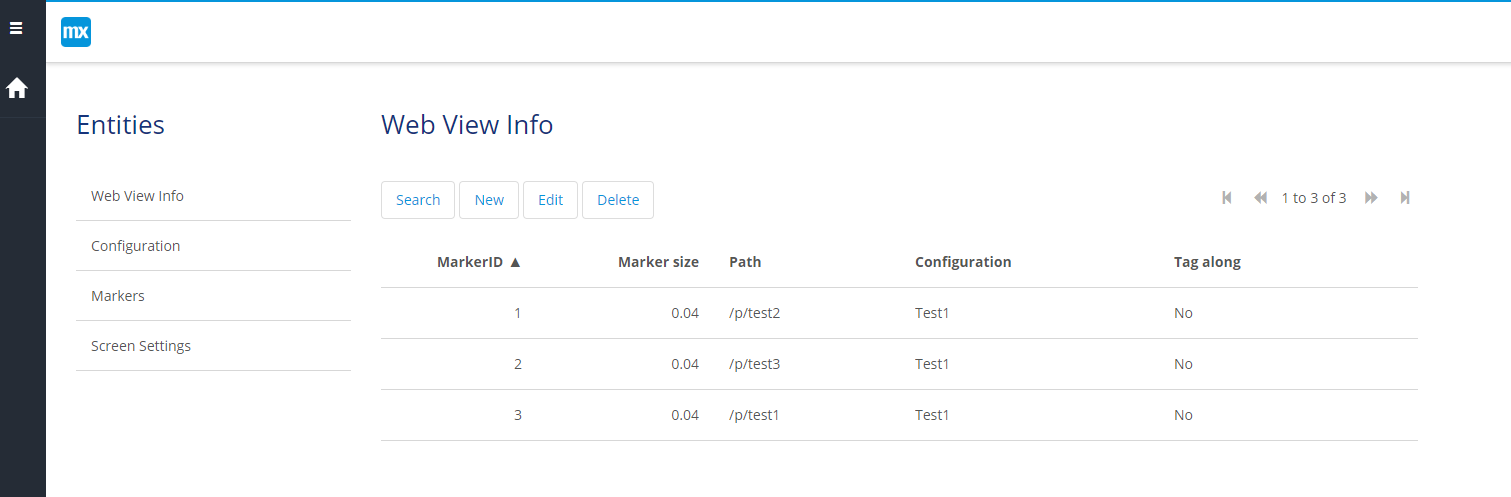 mx
Entities
Web View Info
Configuration
Markers
Screen Settings
Web View Info
Search New Edit Delete 1 to 3 of 3
MarkerID ▲ Marker size Path Configuration Tag along
1 0.04 /p/test2 Test1 No
2 0.04 /p/test3 Test1 No
3 0.04 /p/test1 Test1 No